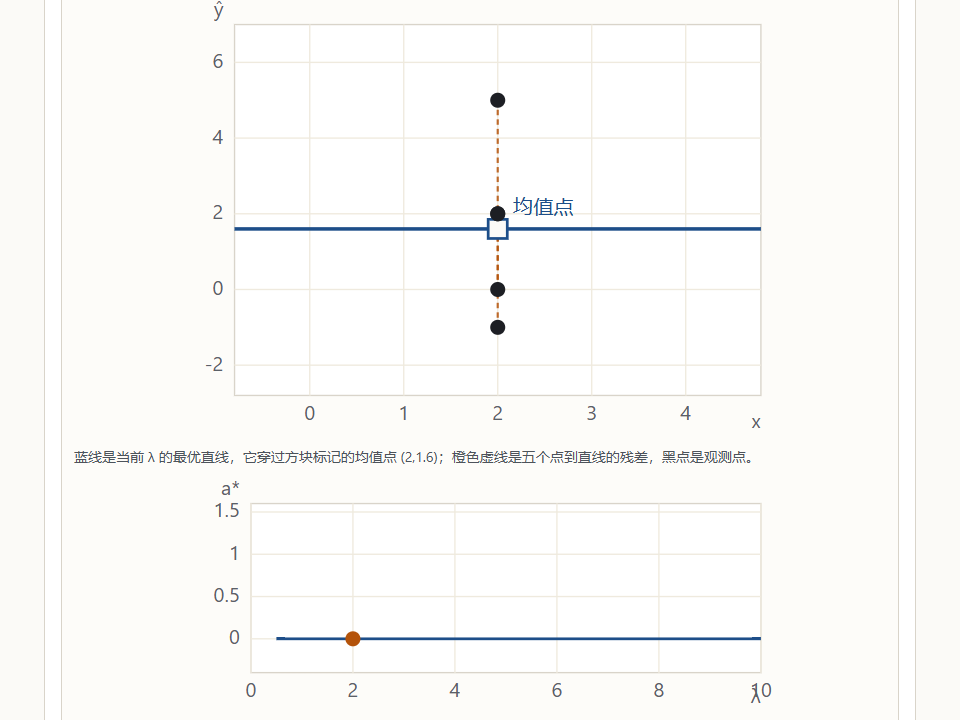 ŷ
6
4
均值点
2
0
-2
0 1 2 3 4
x
蓝线是当前 λ 的最优直线，它穿过方块标记的均值点 (2,1.6)；橙色虚线是五个点到直线的残差，黑点是观测点。
a*
1.5
1
0.5
0
0 2 4 6 8 10
λ